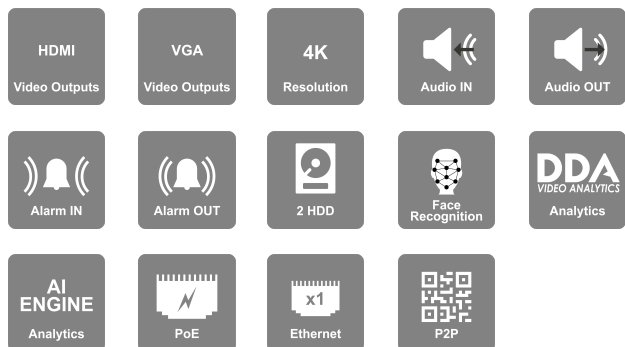 HDMI
Video Outputs
VGA
Video Outputs
4K
Resolution
Audio IN
Audio OUT
Alarm IN
Alarm OUT
2 HDD
Face
Recognition
DDA
VIDEO ANALYTICS
Analytics
AI
ENGINE
Analytics
PoE
x1
Ethernet
P2P